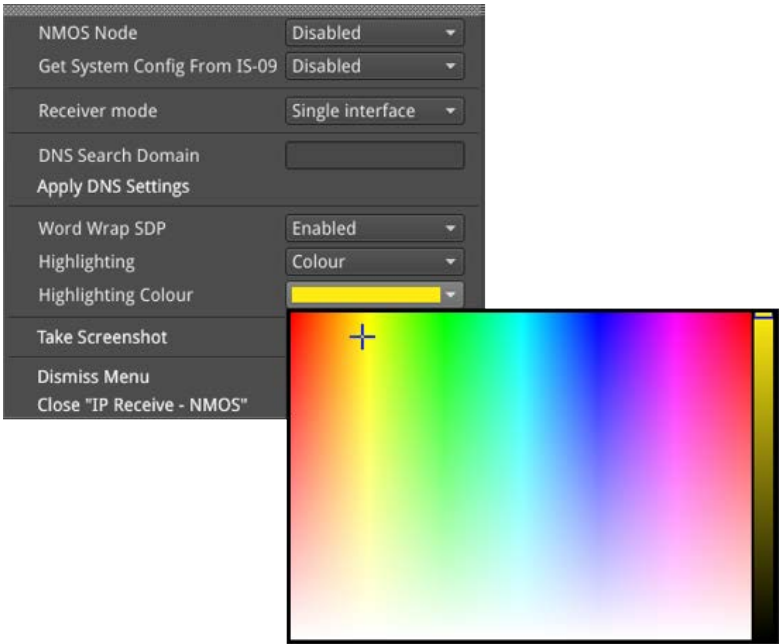 NMOS Node Disabled
Get System Config From IS-09 Disabled
Receiver mode Single interface
DNS Search Domain
Apply DNS Settings
Word Wrap SDP Enabled
Highlighting Colour
Highlighting Colour
Take Screenshot
Dismiss Menu
Close "IP Receive - NMOS"